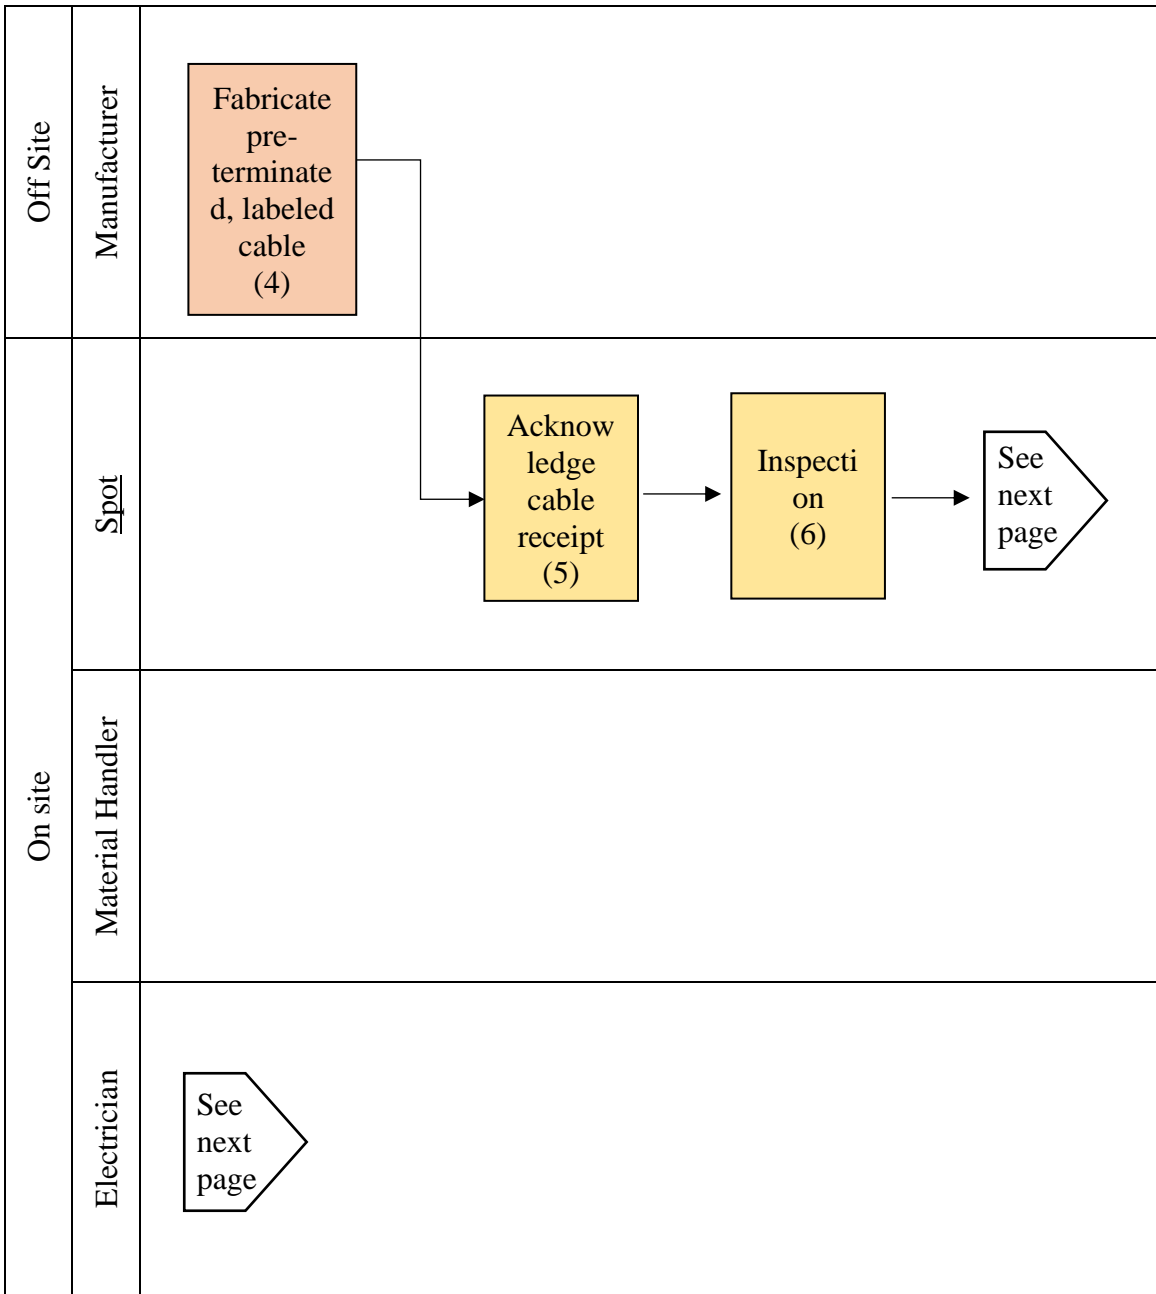 Off Site
Manufacturer
Fabricate
pre-
terminate
d, labeled
cable
(4)
On site
Spot
Acknow
ledge
cable
receipt
(5)
Inspecti
on
(6)
See
next
page
Material Handler
Electrician
See
next
page